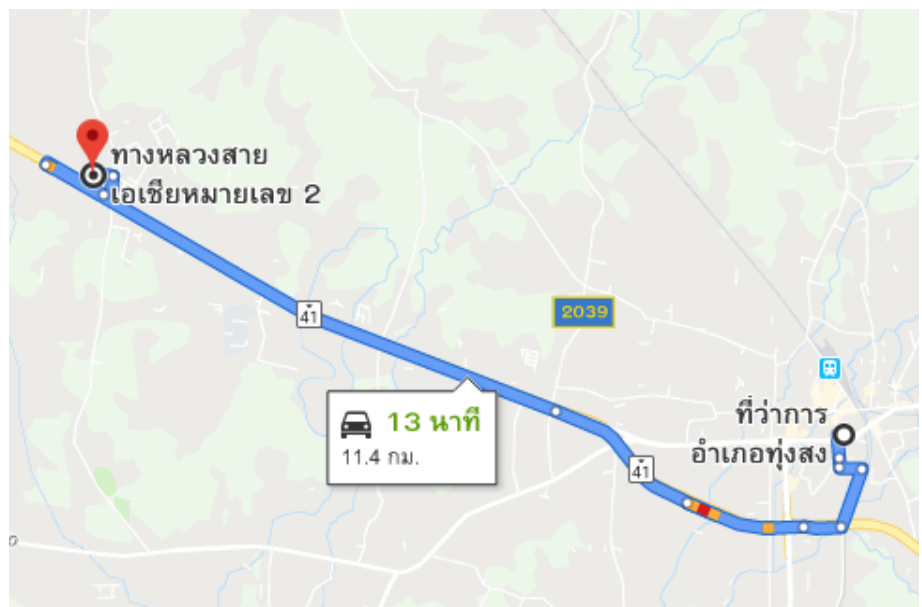 ทางหลวงสาย
เอเชียหมายเลข 2
41
2039
13 นาที
11.4 กม.
ที่ว่าการ
อำเภอทุ่งสง
41